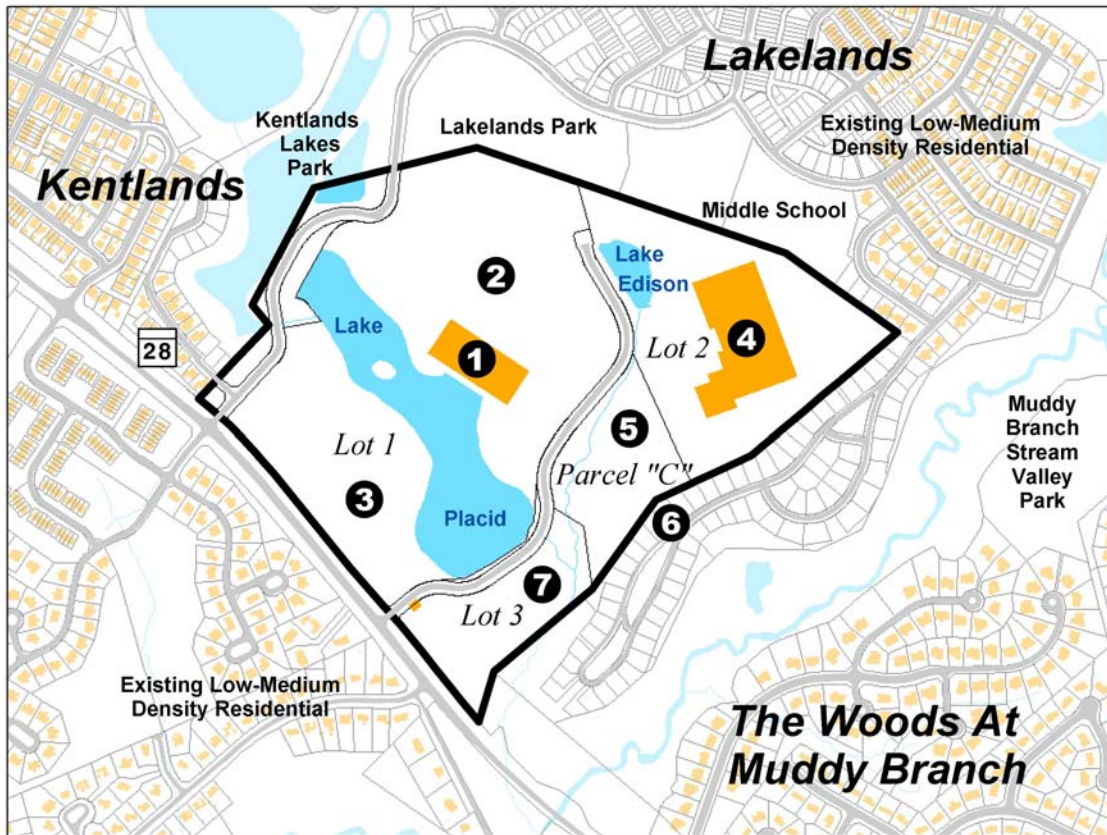 Lakelands
Kentlands
Lakes
Park
Lakelands Park
Existing Low-Medium
Density Residential
Kentlands
Middle School
Lake
Edison
2
28
Lake
1
Lot 2
4
Muddy
Branch
Stream
Valley
Park
Lot 1
5
Parcel "C"
3
Placid
6
7
Lot 3
Existing Low-Medium
Density Residential
The Woods At
Muddy Branch